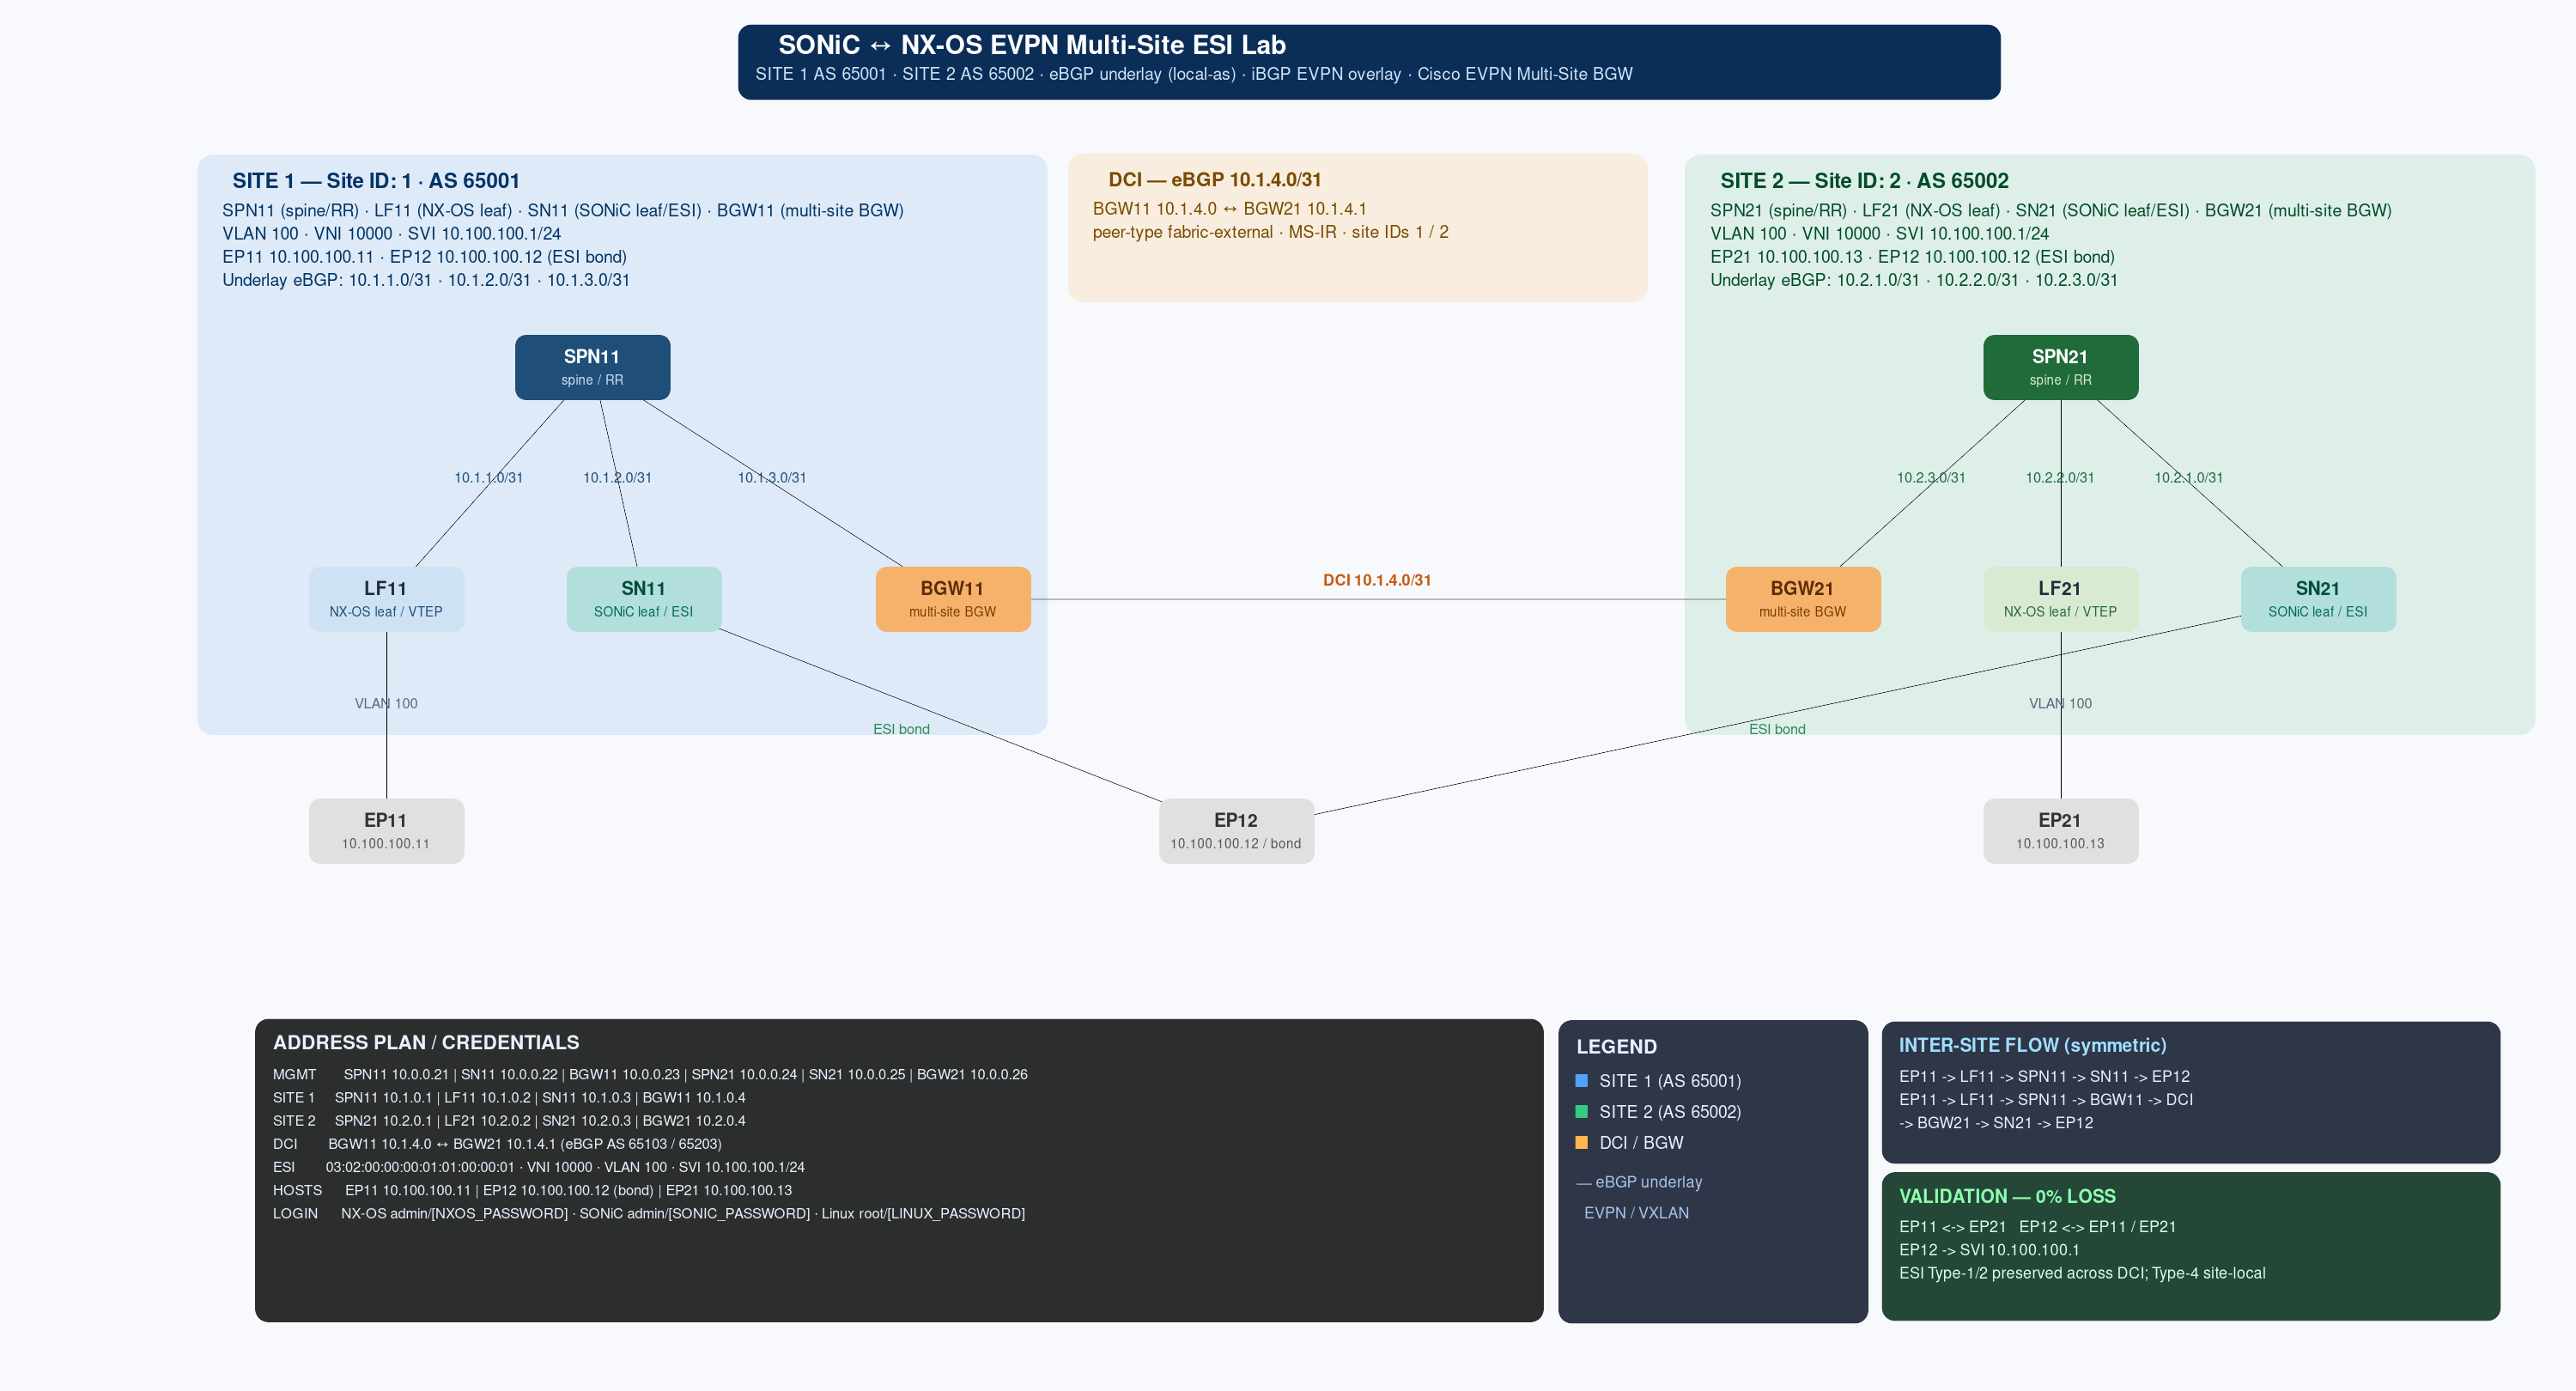 SONiC ↔ NX-OS EVPN Multi-Site ESI Lab
SITE 1 AS 65001 · SITE 2 AS 65002 · eBGP underlay (local-as) · iBGP EVPN overlay · Cisco EVPN Multi-Site BGW
SITE 1 — Site ID: 1 · AS 65001
SPN11 (spine/RR) · LF11 (NX-OS leaf) · SN11 (SONiC leaf/ESI) · BGW11 (multi-site BGW)
VLAN 100 · VNI 10000 · SVI 10.100.100.1/24
EP11 10.100.100.11 · EP12 10.100.100.12 (ESI bond)
Underlay eBGP: 10.1.1.0/31 · 10.1.2.0/31 · 10.1.3.0/31
DCI — eBGP 10.1.4.0/31
BGW11 10.1.4.0 ↔ BGW21 10.1.4.1
peer-type fabric-external · MS-IR · site IDs 1 / 2
SITE 2 — Site ID: 2 · AS 65002
SPN21 (spine/RR) · LF21 (NX-OS leaf) · SN21 (SONiC leaf/ESI) · BGW21 (multi-site BGW)
VLAN 100 · VNI 10000 · SVI 10.100.100.1/24
EP21 10.100.100.13 · EP12 10.100.100.12 (ESI bond)
Underlay eBGP: 10.2.1.0/31 · 10.2.2.0/31 · 10.2.3.0/31
SPN11
spine / RR
SPN21
spine / RR
10.1.1.0/31
10.1.2.0/31
10.1.3.0/31
10.2.3.0/31
10.2.2.0/31
10.2.1.0/31
LF11
NX-OS leaf / VTEP
SN11
SONiC leaf / ESI
BGW11
multi-site BGW
DCI 10.1.4.0/31
BGW21
multi-site BGW
LF21
NX-OS leaf / VTEP
SN21
SONiC leaf / ESI
VLAN 100
ESI bond
ESI bond
VLAN 100
EP11
10.100.100.11
EP12
10.100.100.12 / bond
EP21
10.100.100.13
ADDRESS PLAN / CREDENTIALS
MGMT SPN11 10.0.0.21 | SN11 10.0.0.22 | BGW11 10.0.0.23 | SPN21 10.0.0.24 | SN21 10.0.0.25 | BGW21 10.0.0.26
SITE 1 SPN11 10.1.0.1 | LF11 10.1.0.2 | SN11 10.1.0.3 | BGW11 10.1.0.4
SITE 2 SPN21 10.2.0.1 | LF21 10.2.0.2 | SN21 10.2.0.3 | BGW21 10.2.0.4
DCI BGW11 10.1.4.0 ↔ BGW21 10.1.4.1 (eBGP AS 65103 / 65203)
ESI 03:02:00:00:00:01:01:00:00:01 · VNI 10000 · VLAN 100 · SVI 10.100.100.1/24
HOSTS EP11 10.100.100.11 | EP12 10.100.100.12 (bond) | EP21 10.100.100.13
LOGIN NX-OS admin/[NXOS_PASSWORD] · SONiC admin/[SONIC_PASSWORD] · Linux root/[LINUX_PASSWORD]
LEGEND
SITE 1 (AS 65001)
SITE 2 (AS 65002)
DCI / BGW
— eBGP underlay
EVPN / VXLAN
INTER-SITE FLOW (symmetric)
EP11 -> LF11 -> SPN11 -> SN11 -> EP12
EP11 -> LF11 -> SPN11 -> BGW11 -> DCI
-> BGW21 -> SN21 -> EP12
VALIDATION — 0% LOSS
EP11 <-> EP21 EP12 <-> EP11 / EP21
EP12 -> SVI 10.100.100.1
ESI Type-1/2 preserved across DCI; Type-4 site-local